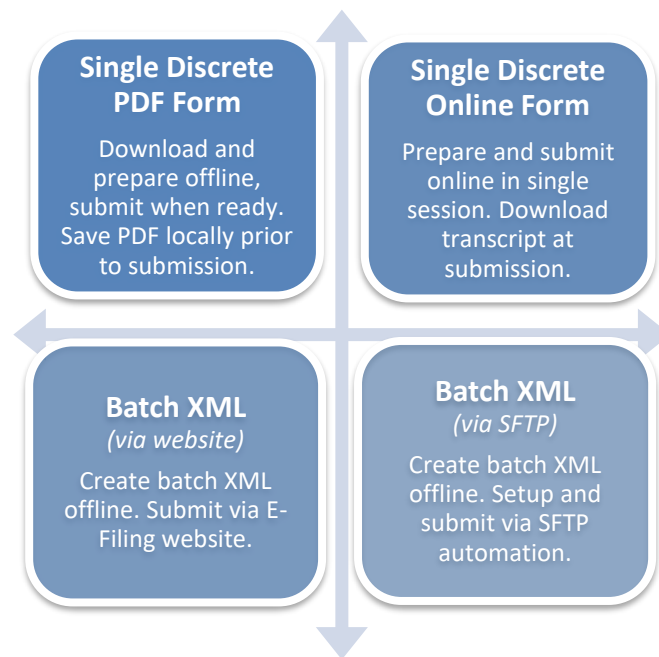 Single Discrete
PDF Form
Download and
prepare offline,
submit when ready.
Save PDF locally prior
to submission.
Single Discrete
Online Form
Prepare and submit
online in single
session. Download
transcript at
submission.
Batch XML
(via website)
Create batch XML
offline. Submit via E-
Filing website.
Batch XML
(via SFTP)
Create batch XML
offline. Setup and
submit via SFTP
automation.